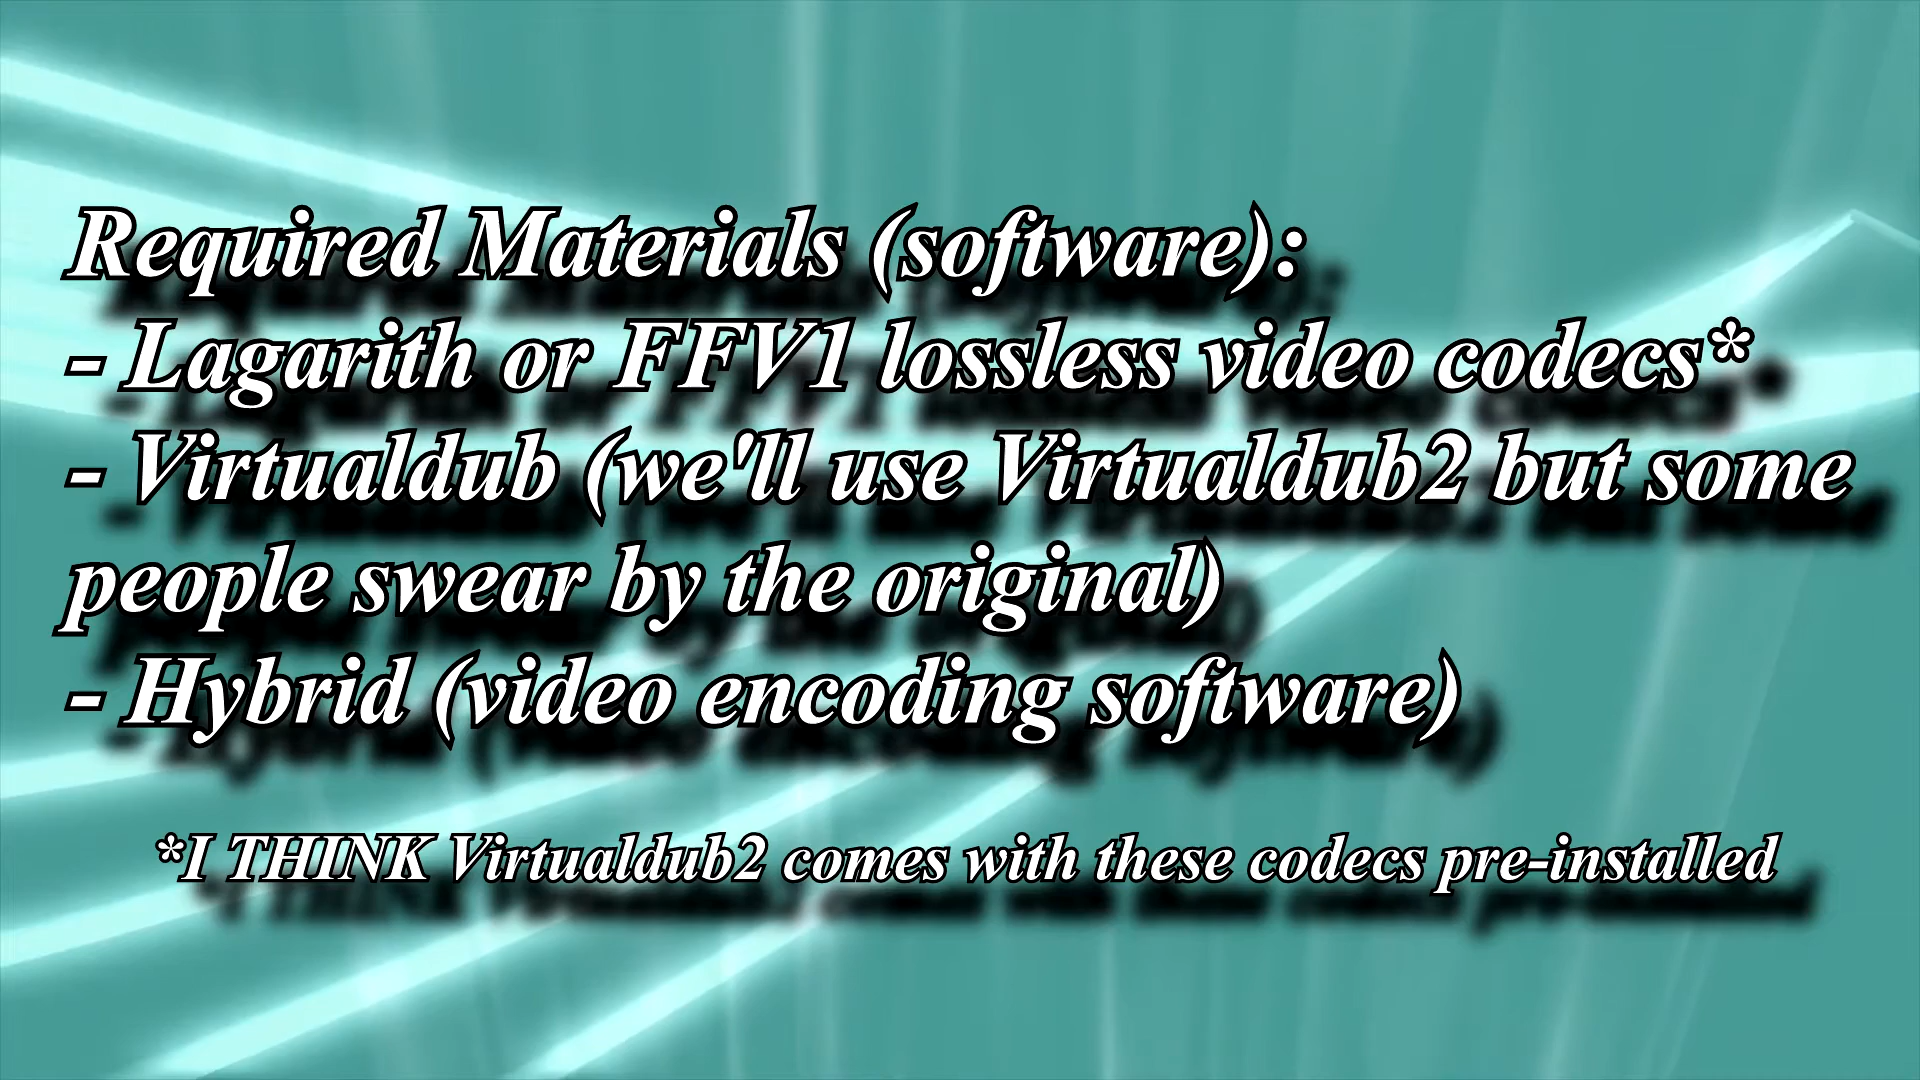 Required Materials (software):
- Lagarith or FFV1 lossless video codecs*
- Virtualdub (we'll use Virtualdub2 but some
people swear by the original)
- Hybrid (video encoding software)
*I THINK Virtualdub2 comes with these codecs pre-installed